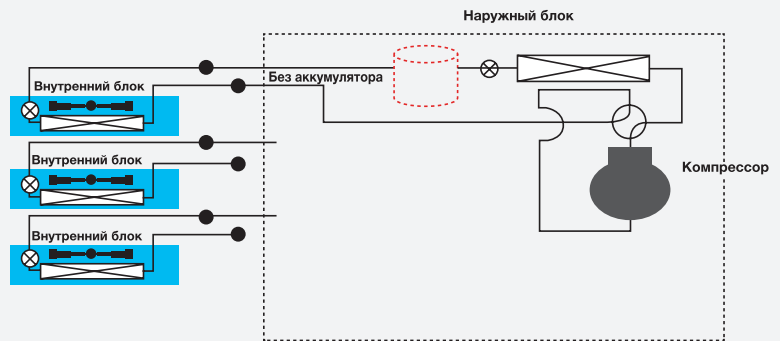 Наружный блок
Без аккумулятора
Внутренний блок
Внутренний блок
Компрессор
Внутренний блок